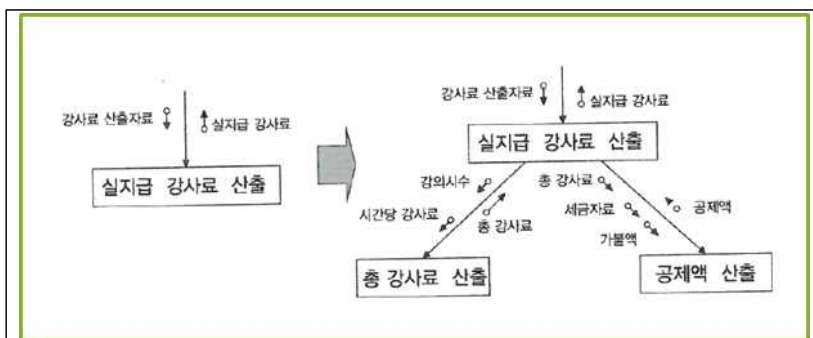 강사료 산출자료
실지급 강사료
실지급 강사료 산출
강사료 산출자료
실지급 강사료
실지급 강사료 산출
강의시수
시간당 강사료
총 강사료
총 강사료
세금자료
가불액
공제액
총 강사료 산출
공제액 산출